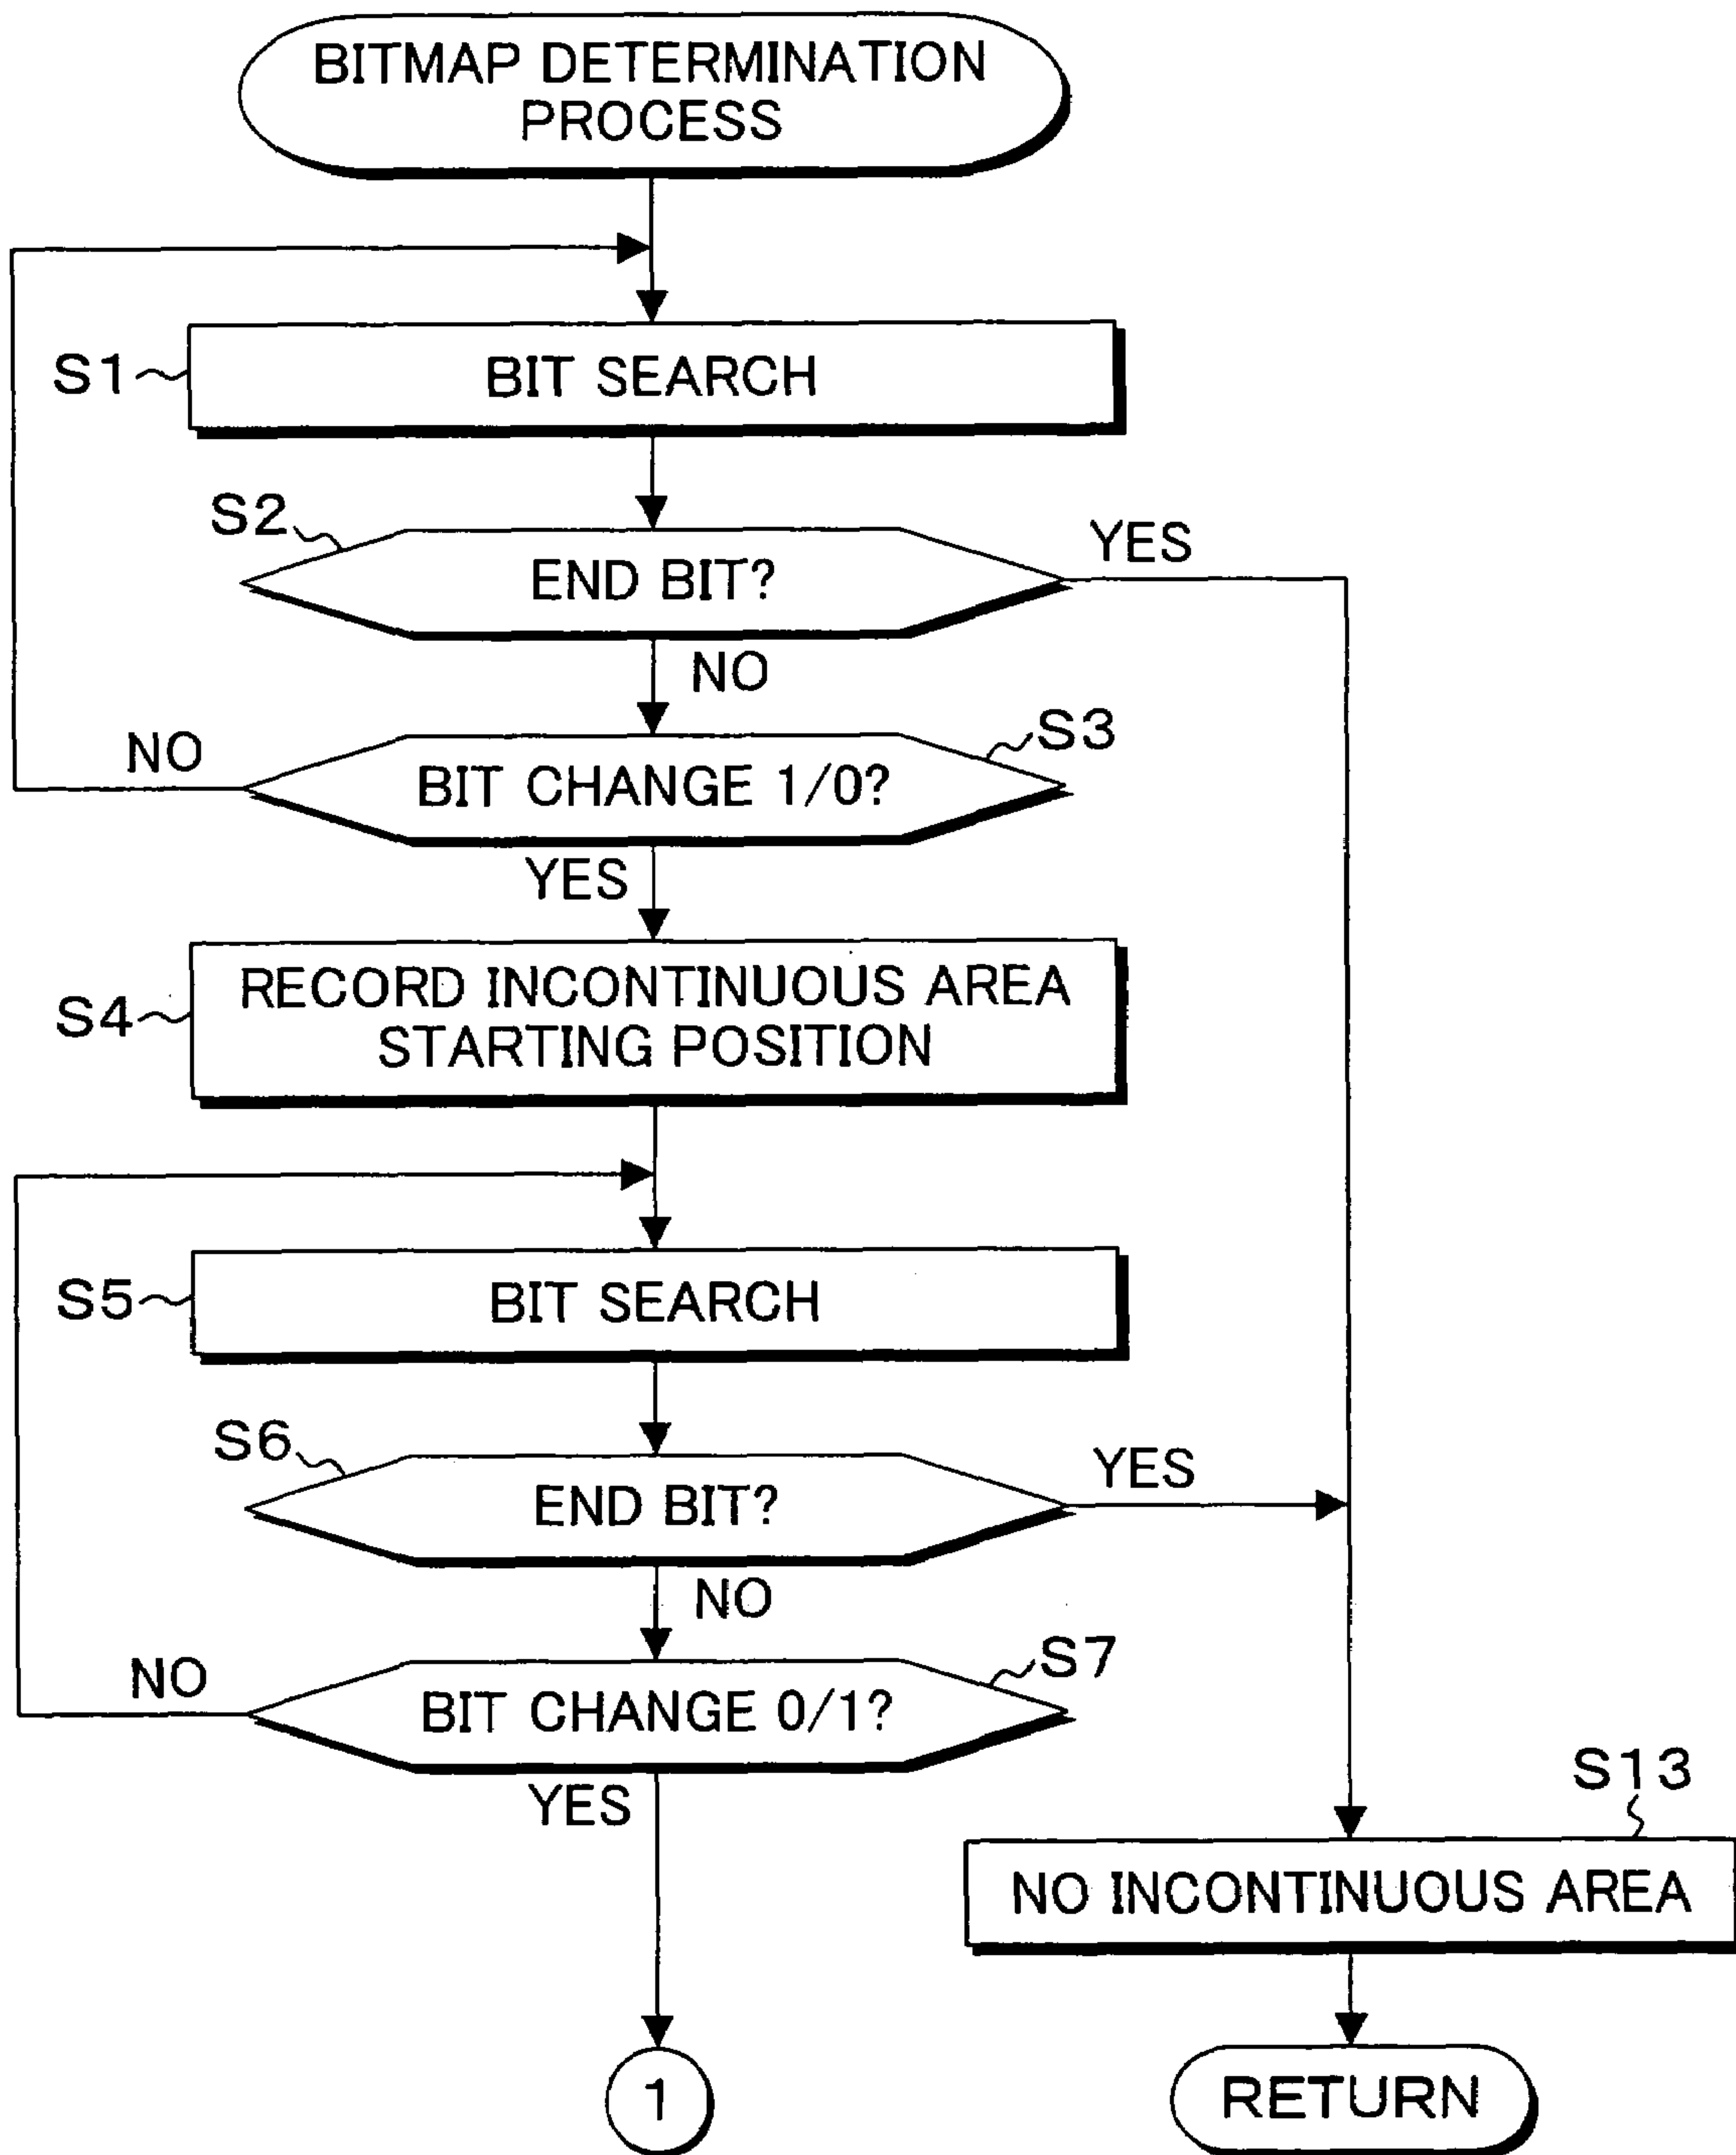 BITMAP DETERMINATION
PROCESS
S1
BIT SEARCH
S2
END BIT?
YES
NO
S3
BIT CHANGE 1/0?
NO
YES
S4
RECORD INCONTINUOUS AREA
STARTING POSITION
S5
BIT SEARCH
S6
END BIT?
YES
NO
S7
BIT CHANGE 0/1?
NO
YES
S13
NO INCONTINUOUS AREA
1
RETURN